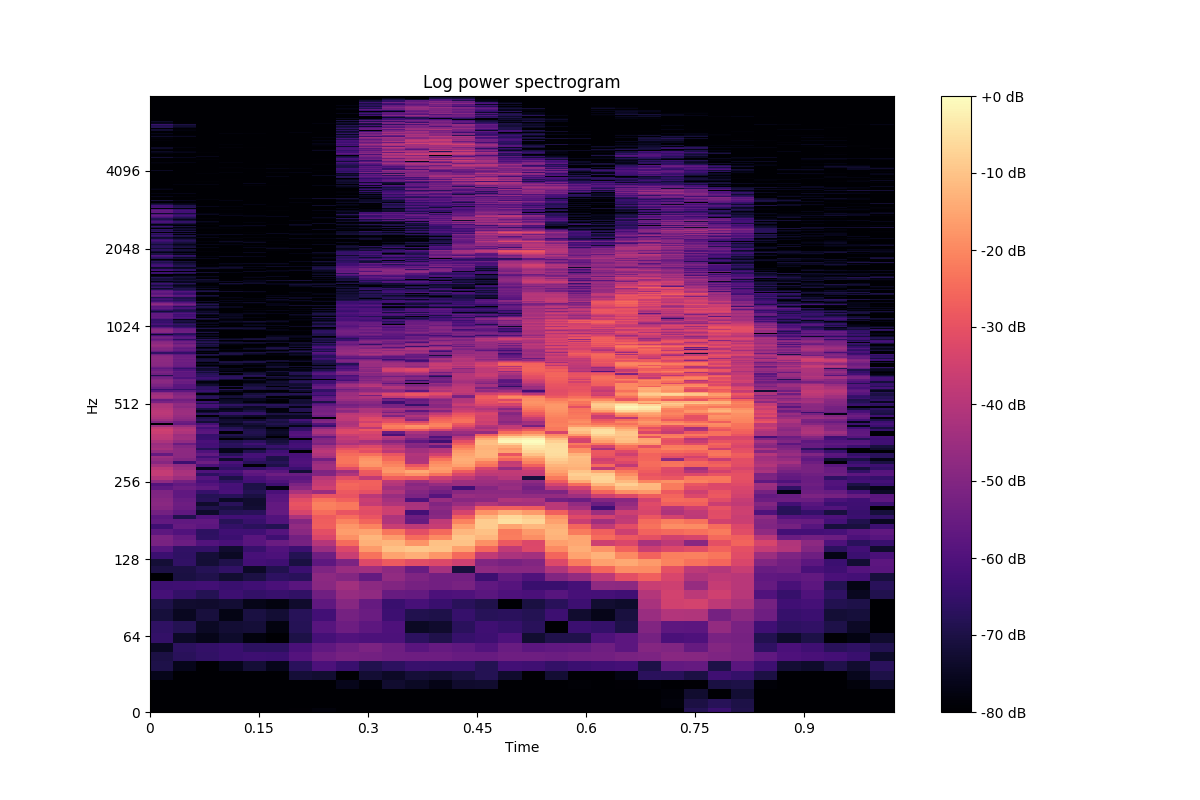 Log power spectrogram
Hz
4096
2048
1024
512
256
128
64
0
0 0.15 0.3 0.45 0.6 0.75 0.9
Time
+0 dB
-10 dB
-20 dB
-30 dB
-40 dB
-50 dB
-60 dB
-70 dB
-80 dB